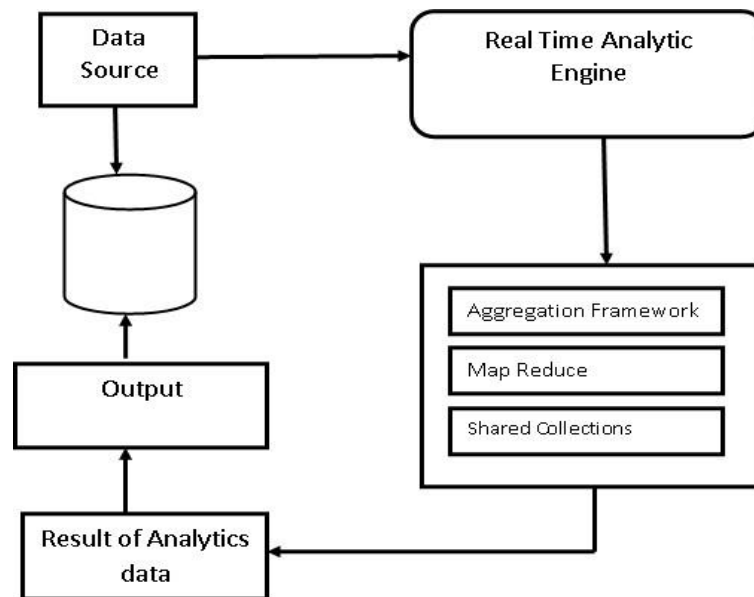 Data
Source
Real Time Analytic
Engine
Aggregation Framework
Map Reduce
Shared Collections
Output
Result of Analytics
data